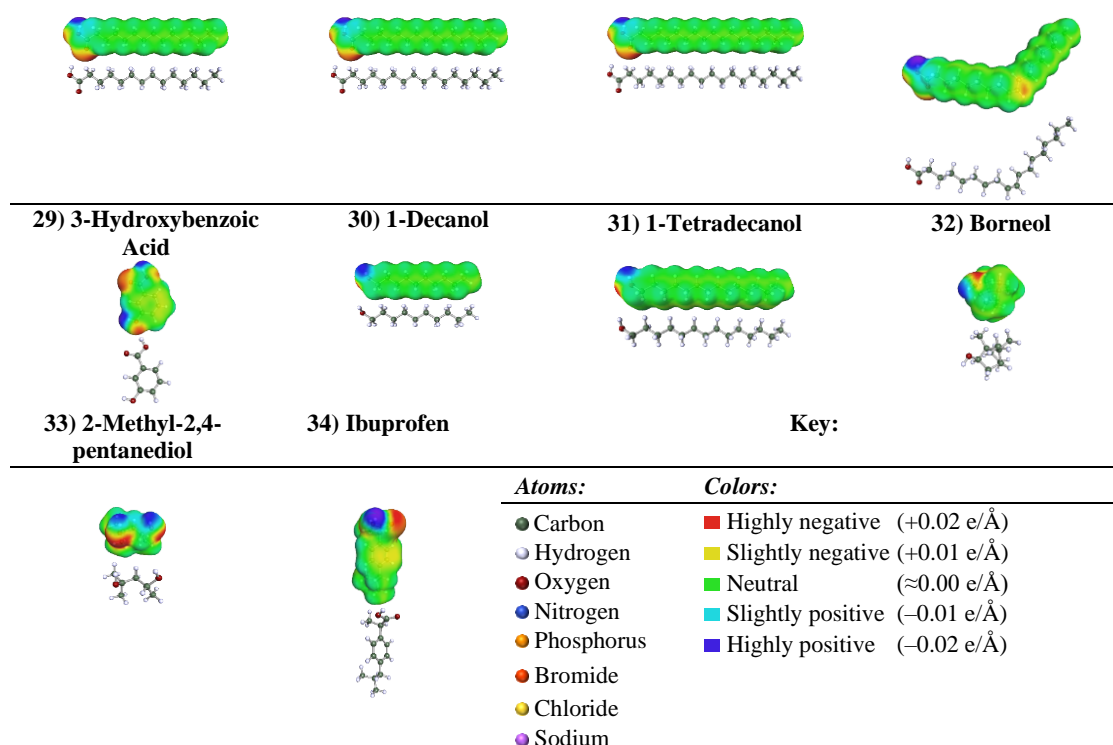 29) 3-Hydroxybenzoic
Acid
30) 1-Decanol
31) 1-Tetradecanol
32) Borneol
33) 2-Methyl-2,4-
pentanediol
34) Ibuprofen
Key:
Atoms:
Colors:
Carbon
Highly negative (+0.02 e/Å)
Hydrogen
Slightly negative (+0.01 e/Å)
Oxygen
Neutral (≈0.00 e/Å)
Nitrogen
Slightly positive (–0.01 e/Å)
Phosphorus
Highly positive (–0.02 e/Å)
Bromide
Chloride
Sodium